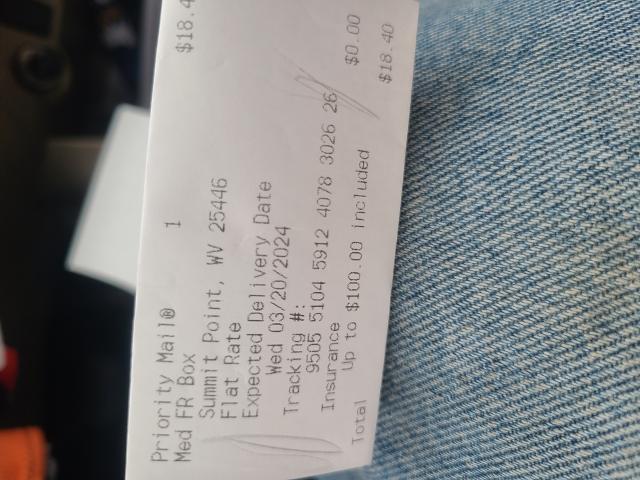 Priority Mail® 1 $18.4
Med FR Box
Summit Point, WV 25446
Flat Rate
Expected Delivery Date
Wed 03/20/2024
Tracking #:
9505 5104 5912 4078 3026 26
Insurance $0.00
Up to $100.00 included
Total $18.40